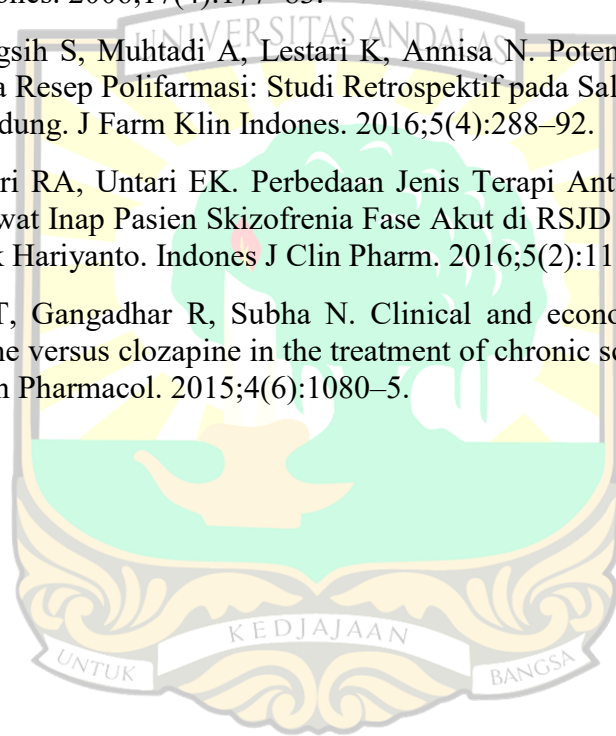 nes. 2006;17(4):177–83.
UNIVERSITAS ANDALAS
gsih S, Muhtadi A, Lestari K, Annisa N. Poten
a Resep Polifarmasi: Studi Retrospektif pada Sal
dung. J Farm Klin Indones. 2016;5(4):288–92.
ri RA, Untari EK. Perbedaan Jenis Terapi Ant
wat Inap Pasien Skizofrenia Fase Akut di RSJD
k Hariyanto. Indones J Clin Pharm. 2016;5(2):11
T, Gangadhar R, Subha N. Clinical and econo
ne versus clozapine in the treatment of chronic sc
n Pharmacol. 2015;4(6):1080–5.
KEDJAJAAN
UNTUK
BANGSA